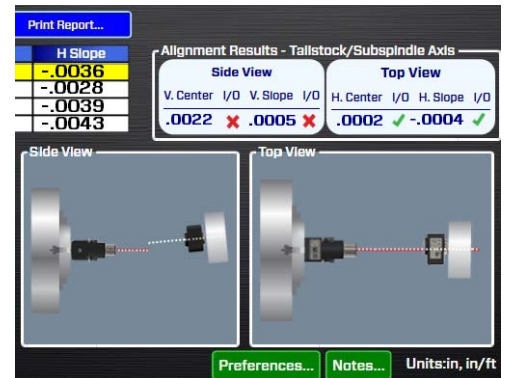 Print Report...
H Slope
-.0036
-.0028
-.0039
-.0043
Alignment Results - Tailstock/Subspindle Axis
Side View
Top View
V. Center I/O V. Slope I/O
H. Center I/O H. Slope I/O
.0022 ✗ .0005 ✗
.0002 ✓ -.0004 ✓
Side View
Top View
Preferences...
Notes...
Units:in, in/ft